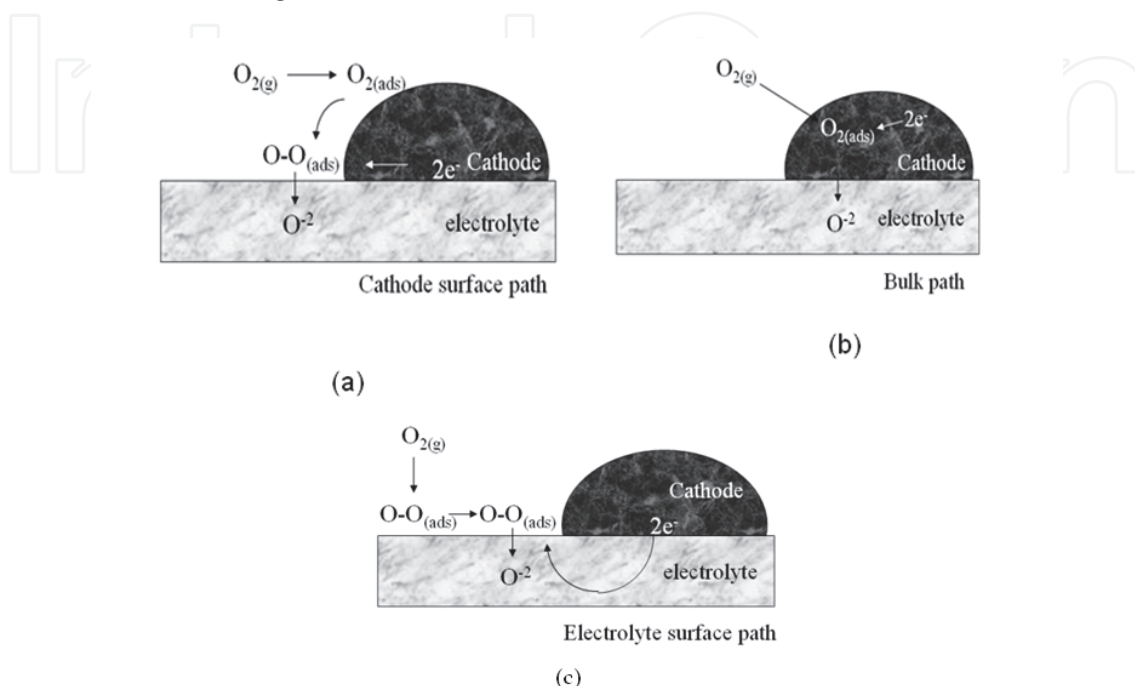 O2(g) → O2(ads)
O-O(ads)
2e- Cathode
O-2
electrolyte
Cathode surface path
(a)
O2(g)
O2(ads) 2e-
Cathode
O-2 electrolyte
Bulk path
(b)
O2(g)
O-O(ads) → O-O(ads)
Cathode
2e-
O-2
electrolyte
Electrolyte surface path
(c)